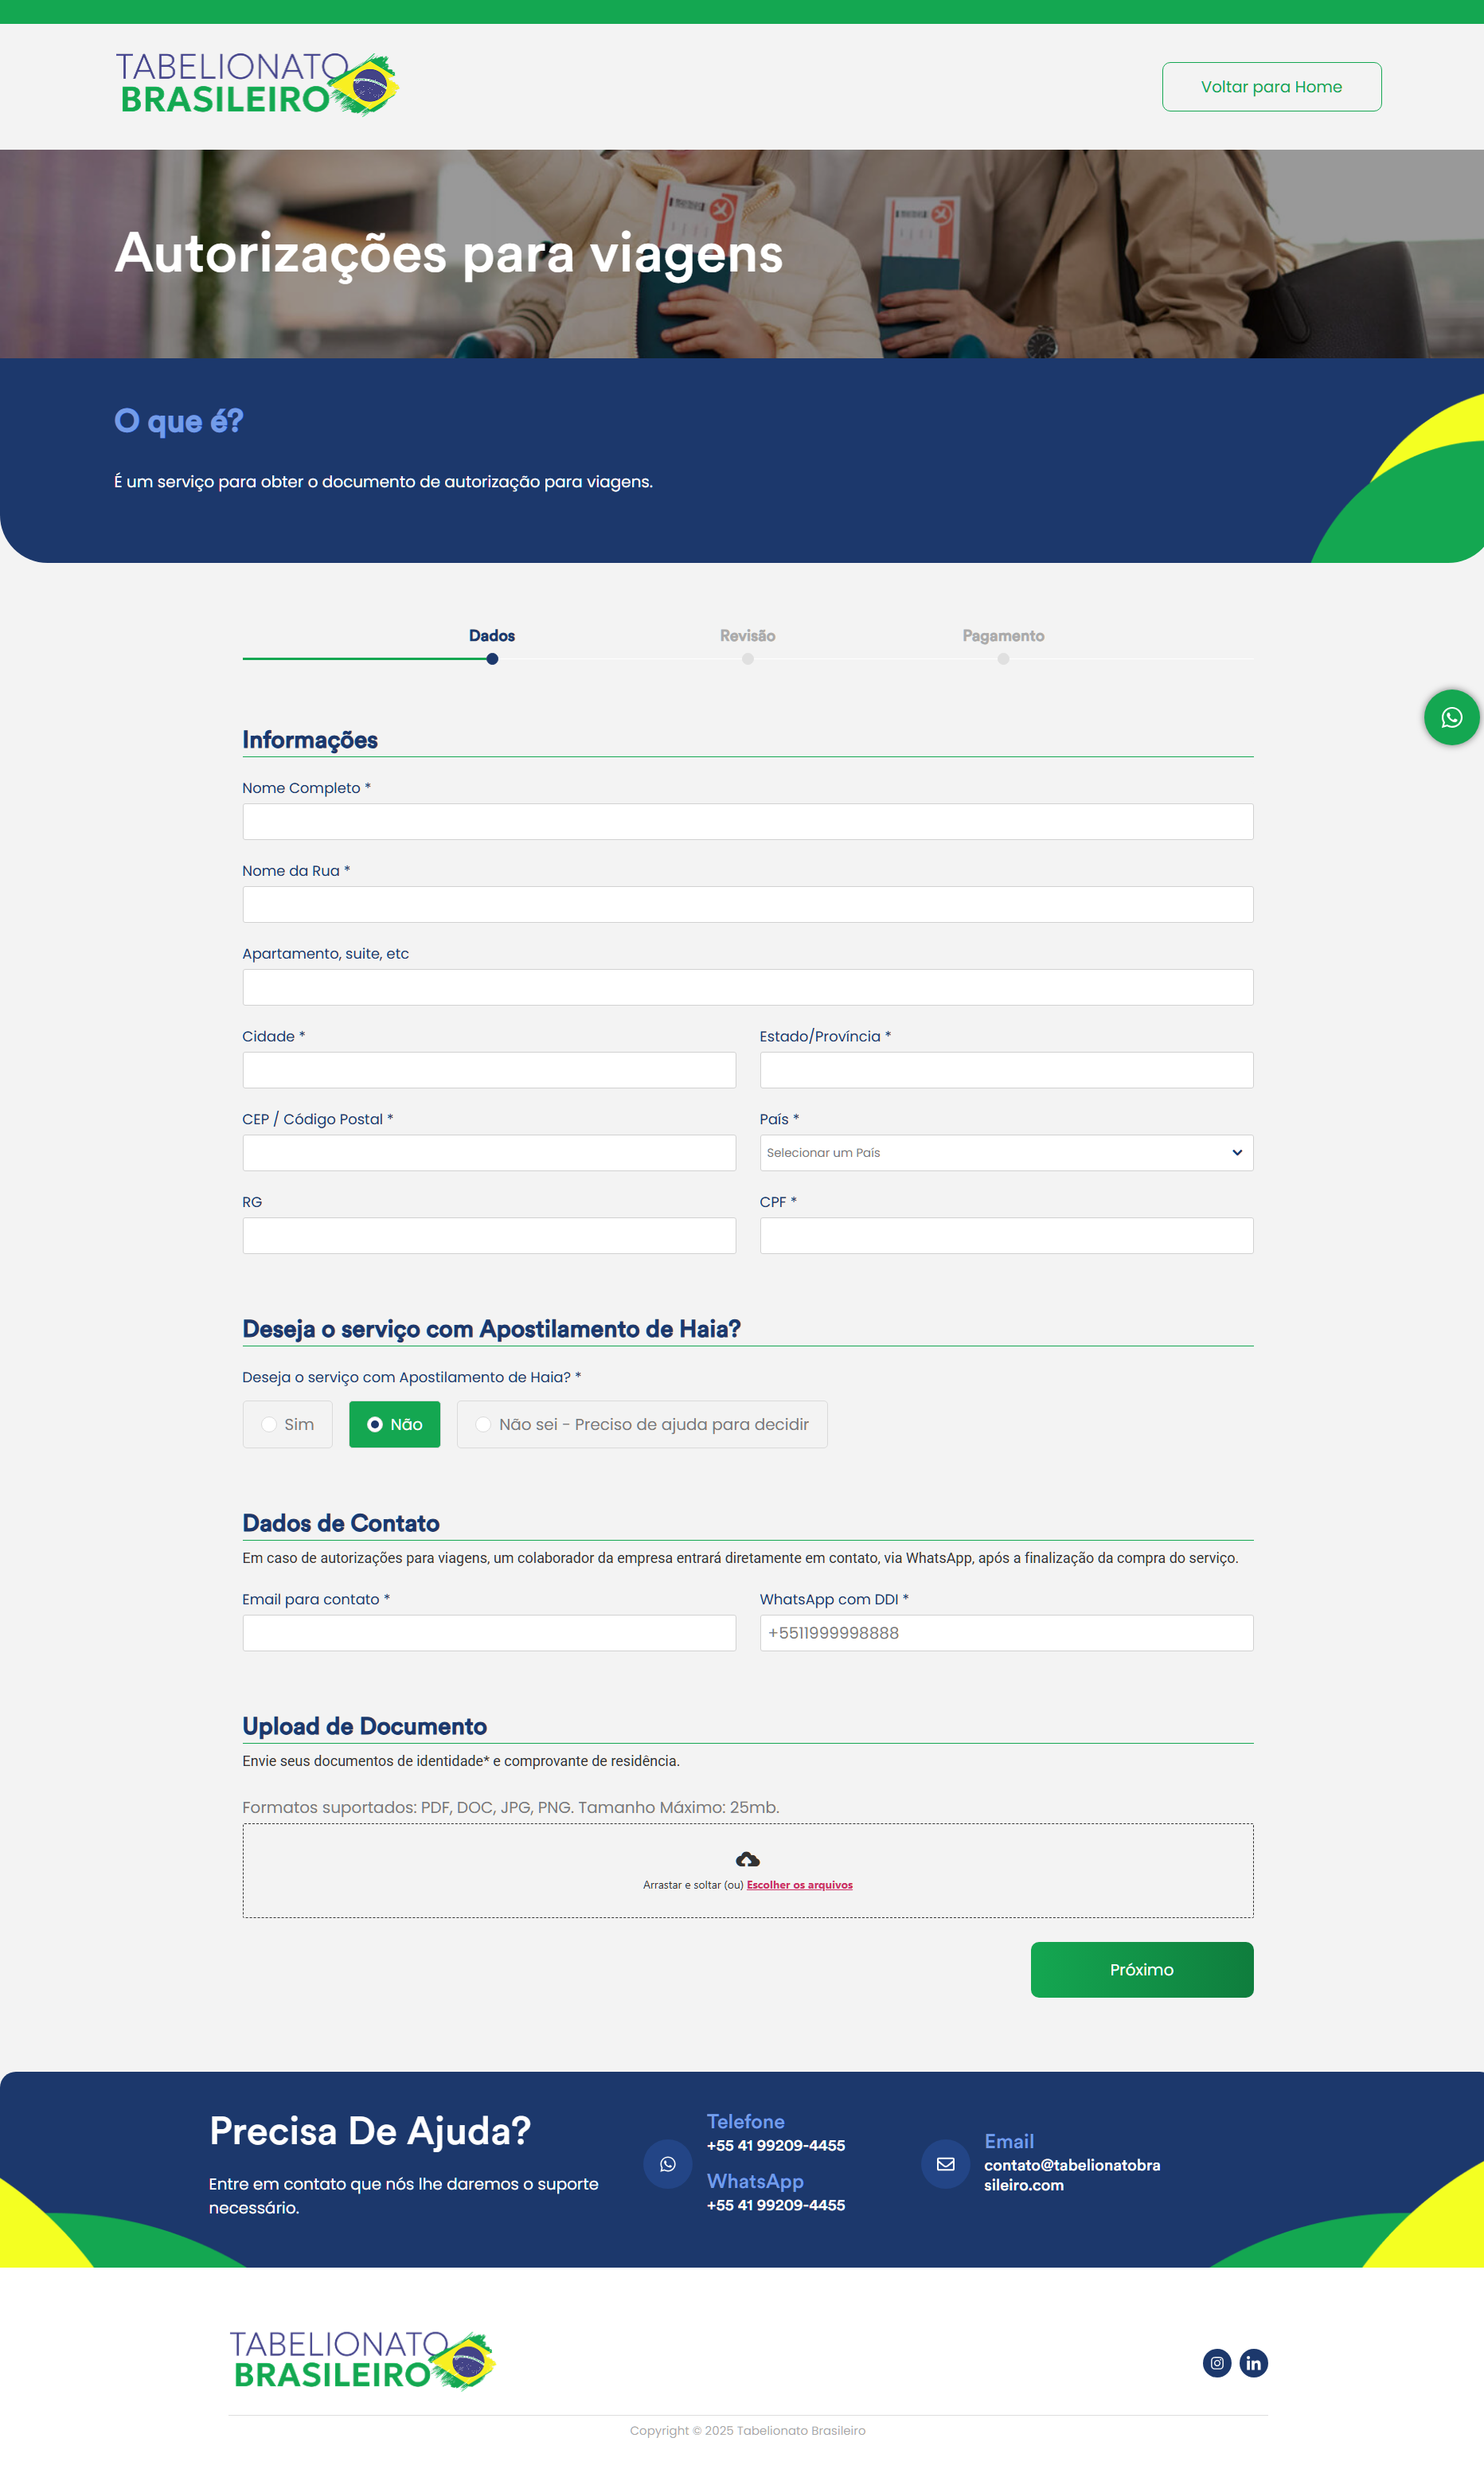 TABELIONATO
BRASILEIRO
Voltar para Home
Autorizações para viagens
O que é?
É um serviço para obter o documento de autorização para viagens.
Dados
Revisão
Pagamento
Informações
Nome Completo *
Nome da Rua *
Apartamento, suite, etc
Cidade *
Estado/Província *
CEP / Código Postal *
País *
Selecionar um País
RG
CPF *
Deseja o serviço com Apostilamento de Haia?
Deseja o serviço com Apostilamento de Haia? *
Sim
Não
Não sei - Preciso de ajuda para decidir
Dados de Contato
Em caso de autorizações para viagens, um colaborador da empresa entrará diretamente em contato, via WhatsApp, após a finalização da compra do serviço.
Email para contato *
WhatsApp com DDI *
+5511999998888
Upload de Documento
Envie seus documentos de identidade* e comprovante de residência.
Formatos suportados: PDF, DOC, JPG, PNG. Tamanho Máximo: 25mb.
Arrastar e soltar (ou) Escolher os arquivos
Próximo
Precisa De Ajuda?
Entre em contato que nós lhe daremos o suporte
necessário.
Telefone
+55 41 99209-4455
WhatsApp
+55 41 99209-4455
Email
contato@tabelionatobra
sileiro.com
TABELIONATO
BRASILEIRO
Copyright © 2025 Tabelionato Brasileiro